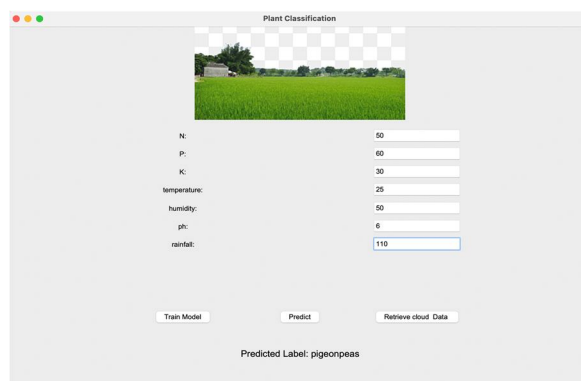 Plant Classification
N: 50
P: 60
K: 30
temperature: 25
humidity: 50
ph: 6
rainfall: 110
Train Model Predict Retrieve cloud Data
Predicted Label: pigeonpeas